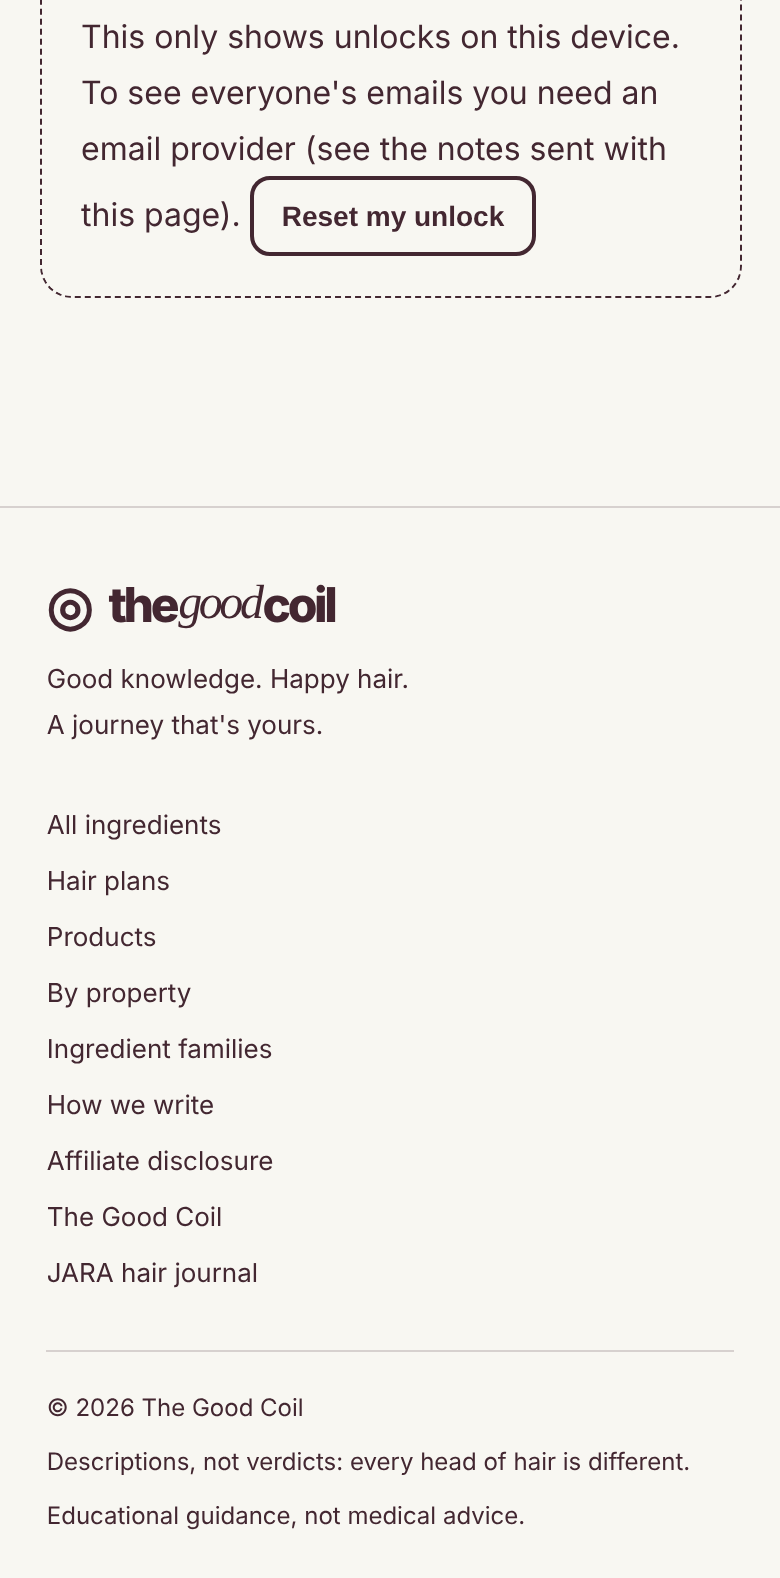 This only shows unlocks on this device.
To see everyone's emails you need an
email provider (see the notes sent with
this page). Reset my unlock
thegoodcoil
Good knowledge. Happy hair.
A journey that's yours.
All ingredients
Hair plans
Products
By property
Ingredient families
How we write
Affiliate disclosure
The Good Coil
JARA hair journal
© 2026 The Good Coil
Descriptions, not verdicts: every head of hair is different.
Educational guidance, not medical advice.